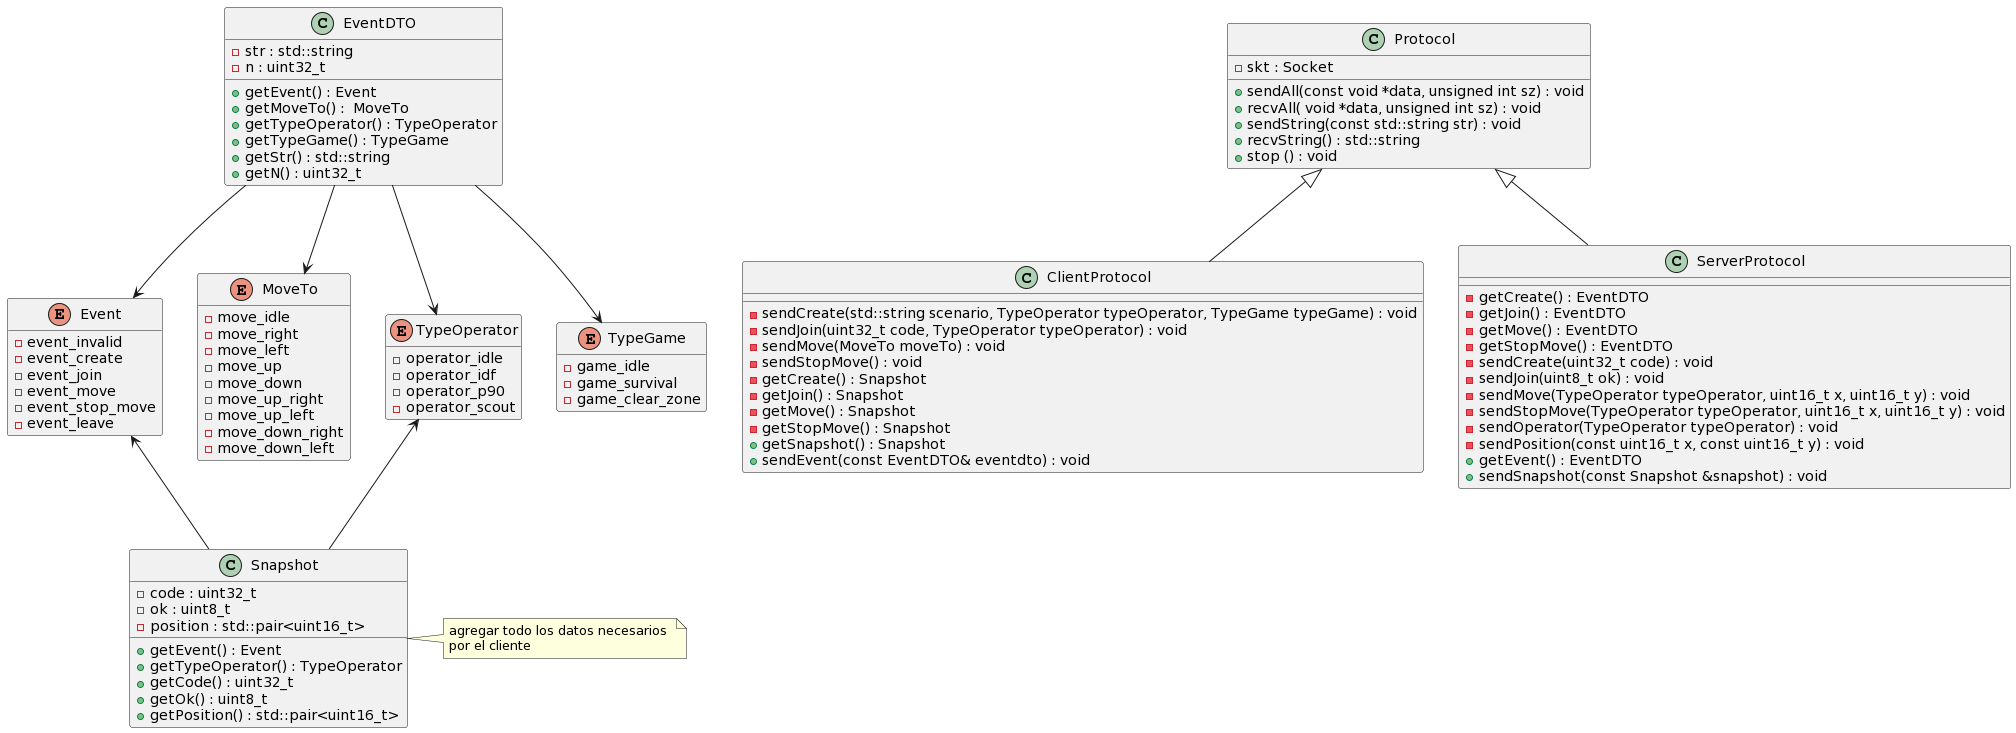 C EventDTO
str : std::string
n : uint32_t
getEvent() : Event
getMoveTo() :  MoveTo
getTypeOperator() : TypeOperator
getTypeGame() : TypeGame
getStr() : std::string
getN() : uint32_t
C Protocol
skt : Socket
sendAll(const void *data, unsigned int sz) : void
recvAll( void *data, unsigned int sz) : void
sendString(const std::string str) : void
recvString() : std::string
stop () : void
E Event
event_invalid
event_create
event_join
event_move
event_stop_move
event_leave
E MoveTo
move_idle
move_right
move_left
move_up
move_down
move_up_right
move_up_left
move_down_right
move_down_left
E TypeOperator
operator_idle
operator_idf
operator_p90
operator_scout
E TypeGame
game_idle
game_survival
game_clear_zone
C ClientProtocol
sendCreate(std::string scenario, TypeOperator typeOperator, TypeGame typeGame) : void
sendJoin(uint32_t code, TypeOperator typeOperator) : void
sendMove(MoveTo moveTo) : void
sendStopMove() : void
getCreate() : Snapshot
getJoin() : Snapshot
getMove() : Snapshot
getStopMove() : Snapshot
getSnapshot() : Snapshot
sendEvent(const EventDTO& eventdto) : void
C ServerProtocol
getCreate() : EventDTO
getJoin() : EventDTO
getMove() : EventDTO
getStopMove() : EventDTO
sendCreate(uint32_t code) : void
sendJoin(uint8_t ok) : void
sendMove(TypeOperator typeOperator, uint16_t x, uint16_t y) : void
sendStopMove(TypeOperator typeOperator, uint16_t x, uint16_t y) : void
sendOperator(TypeOperator typeOperator) : void
sendPosition(const uint16_t x, const uint16_t y) : void
getEvent() : EventDTO
sendSnapshot(const Snapshot &snapshot) : void
C Snapshot
code : uint32_t
ok : uint8_t
position : std::pair<uint16_t>
getEvent() : Event
getTypeOperator() : TypeOperator
getCode() : uint32_t
getOk() : uint8_t
getPosition() : std::pair<uint16_t>
agregar todo los datos necesarios
por el cliente